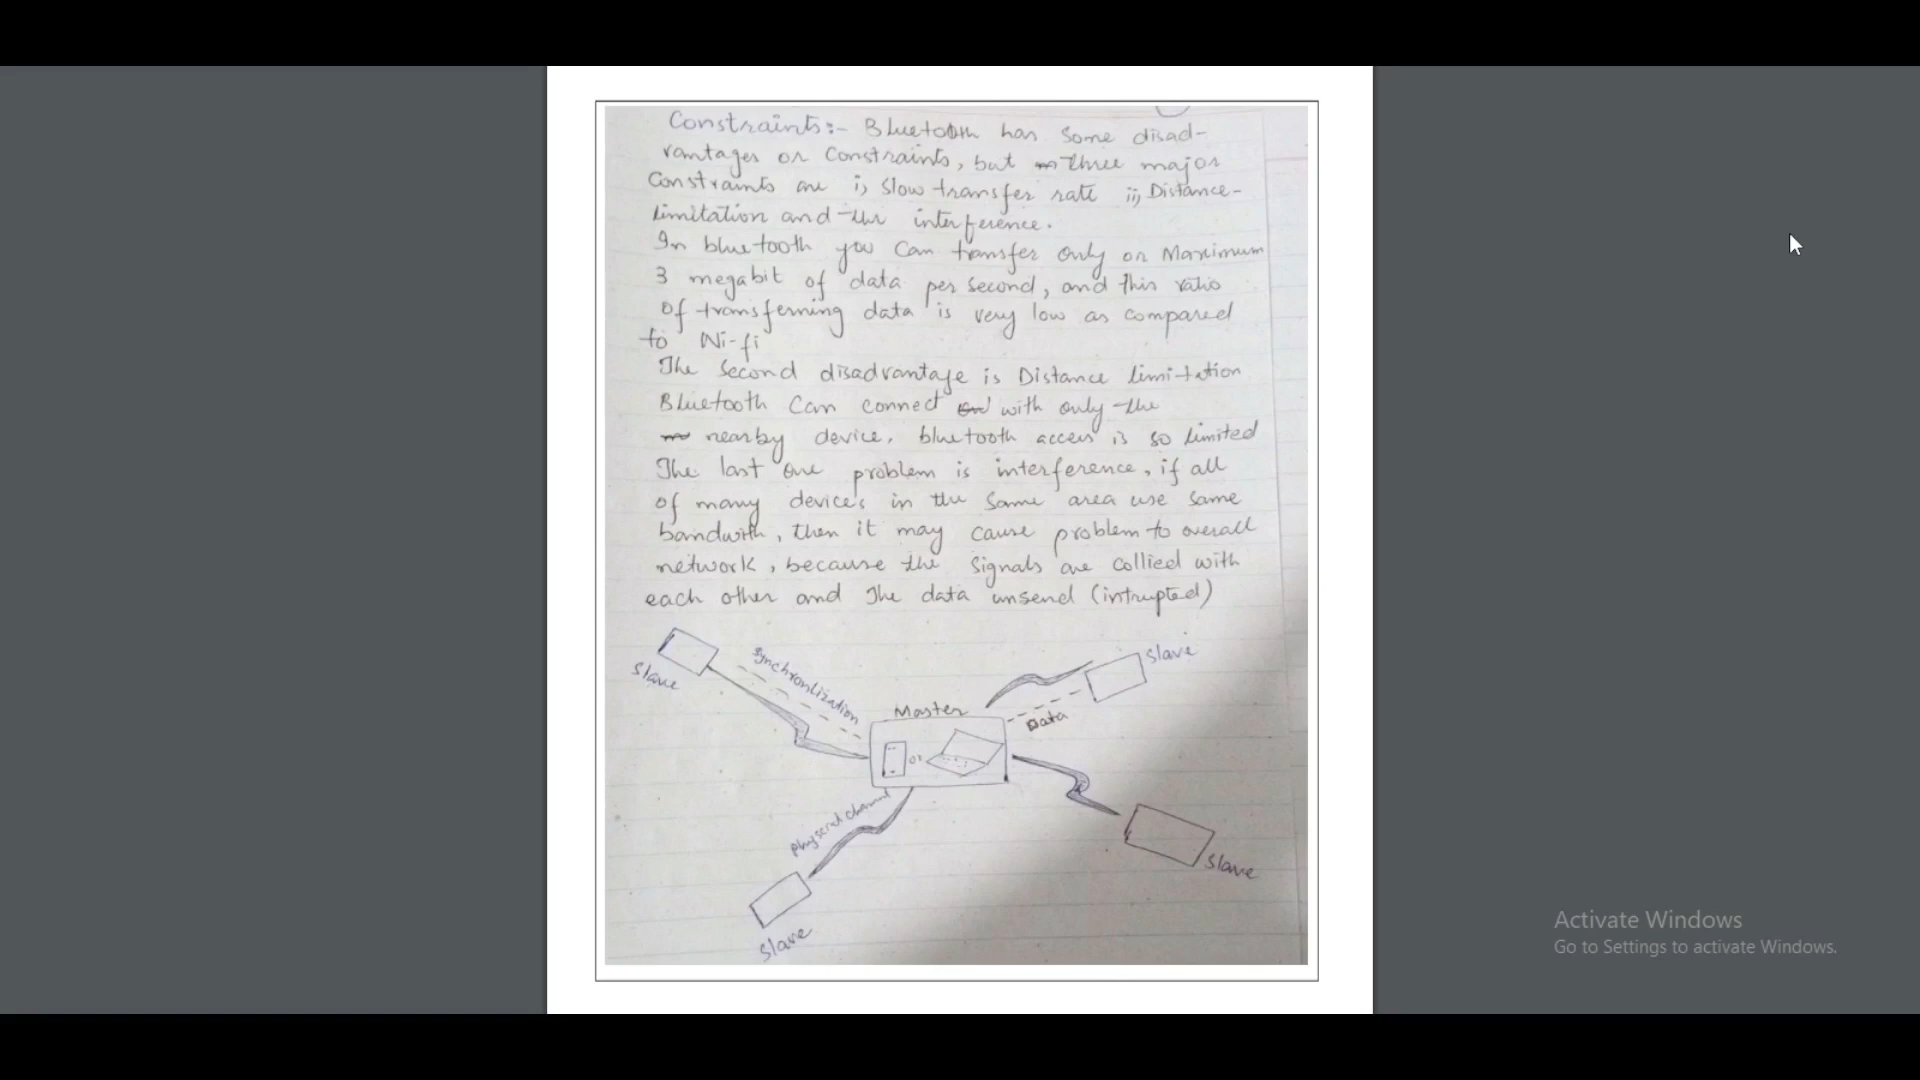 Constraints:- Bluetooth has some disad-
vantages or constraints, but three major
Constraints are i) slow transfer rate ii) Distance-
limitation and the interference.
In bluetooth you can transfer only or Maximum
3 megabit of data per second, and this ratio
of transferring data is very low as compared
to Wi-fi
The second disadvantage is Distance limitation
Bluetooth can connect with only the
nearby device, bluetooth access is so limited
The last one problem is interference, if all
of many devices in the same area use same
bandwith, then it may cause problem to overall
network, because the signals are collied with
each other and the data unsend (intrupted)
Slave
synchronlization
Slave
Master
Data
or
channel
Slave
Slave
Activate Windows
Go to Settings to activate Windows.